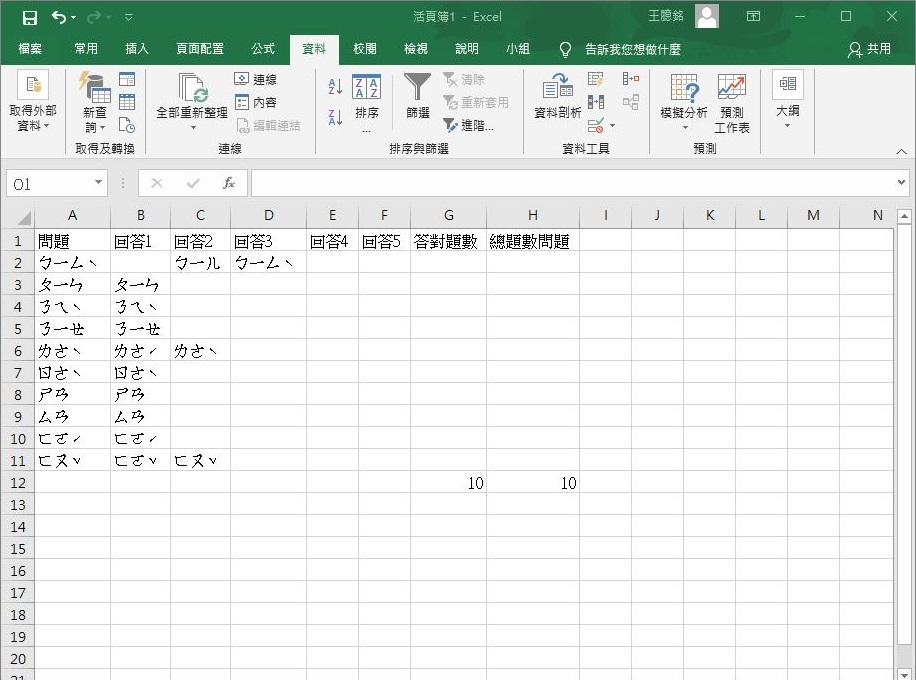 活頁簿1 - Excel
王臆銘
檔案 常用 插入 頁面配置 公式 資料 校閱 檢視 說明 小組 告訴我您想做什麼 共用
取得外部資料
新查詢
取得及轉換
全部重新整理
連線
內容
編輯連結
連線
排序...
篩選
清除
重新套用
進階...
排序與篩選
資料剖析
資料工具
模擬分析
預測工作表
預測
大綱
O1 fx
A B C D E F G H I J K L M N
1 問題 回答1 回答2 回答3 回答4 回答5 答對題數 總題數問題
2 ㄅㄧㄥˋ ㄅㄧㄦ ㄅㄧㄥˋ
3 ㄆㄧㄣ ㄆㄧㄣ
4 ㄋㄟˋ ㄋㄟˋ
5 ㄋㄧㄝ ㄋㄧㄝ
6 ㄌㄜˋ ㄌㄜˊ ㄌㄜˋ
7 ㄖㄜˋ ㄖㄜˋ
8 ㄕㄢ ㄕㄢ
9 ㄙㄢ ㄙㄢ
10 ㄈㄛˊ ㄈㄛˊ
11 ㄈㄡˇ ㄈㄛˇ ㄈㄡˇ
12 10 10
13
14
15
16
17
18
19
20
21